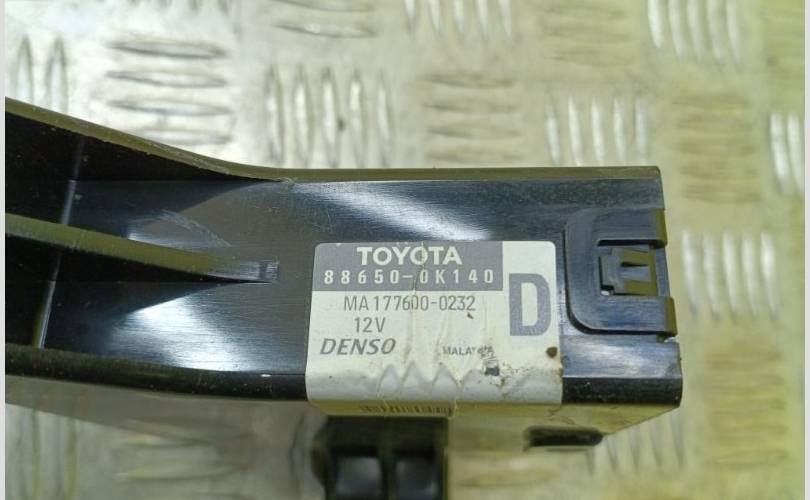 TOYOTA
88650-0K140
D
MA177600-0232
12V
DENSO